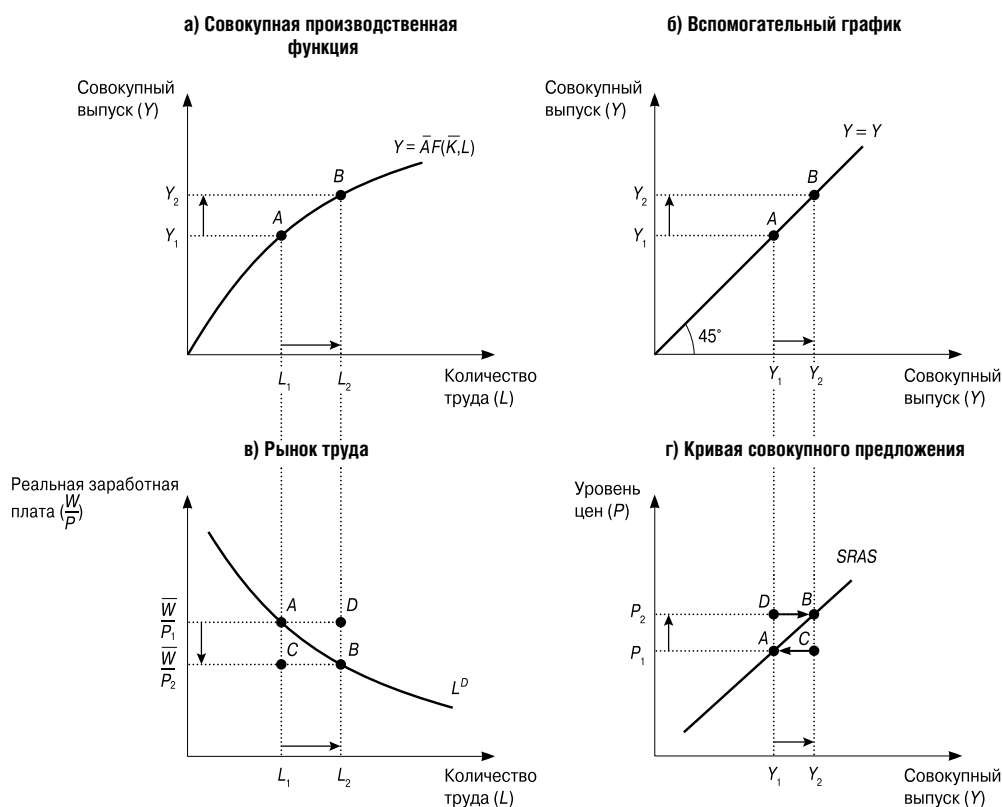 а) Совокупная производственная
функция
Совокупный
выпуск (Y)
Y = A̅F(K̅,L)
B
Y₂
A
Y₁
L₁
L₂
Количество
труда (L)
б) Вспомогательный график
Совокупный
выпуск (Y)
Y = Y
B
Y₂
A
Y₁
45°
Y₁
Y₂
Совокупный
выпуск (Y)
в) Рынок труда
Реальная заработная
плата (W/P)
A
D
W̅/P₁
C
B
W̅/P₂
Lᴰ
L₁
L₂
Количество
труда (L)
г) Кривая совокупного предложения
Уровень
цен (P)
SRAS
D
B
P₂
A
C
P₁
Y₁
Y₂
Совокупный
выпуск (Y)